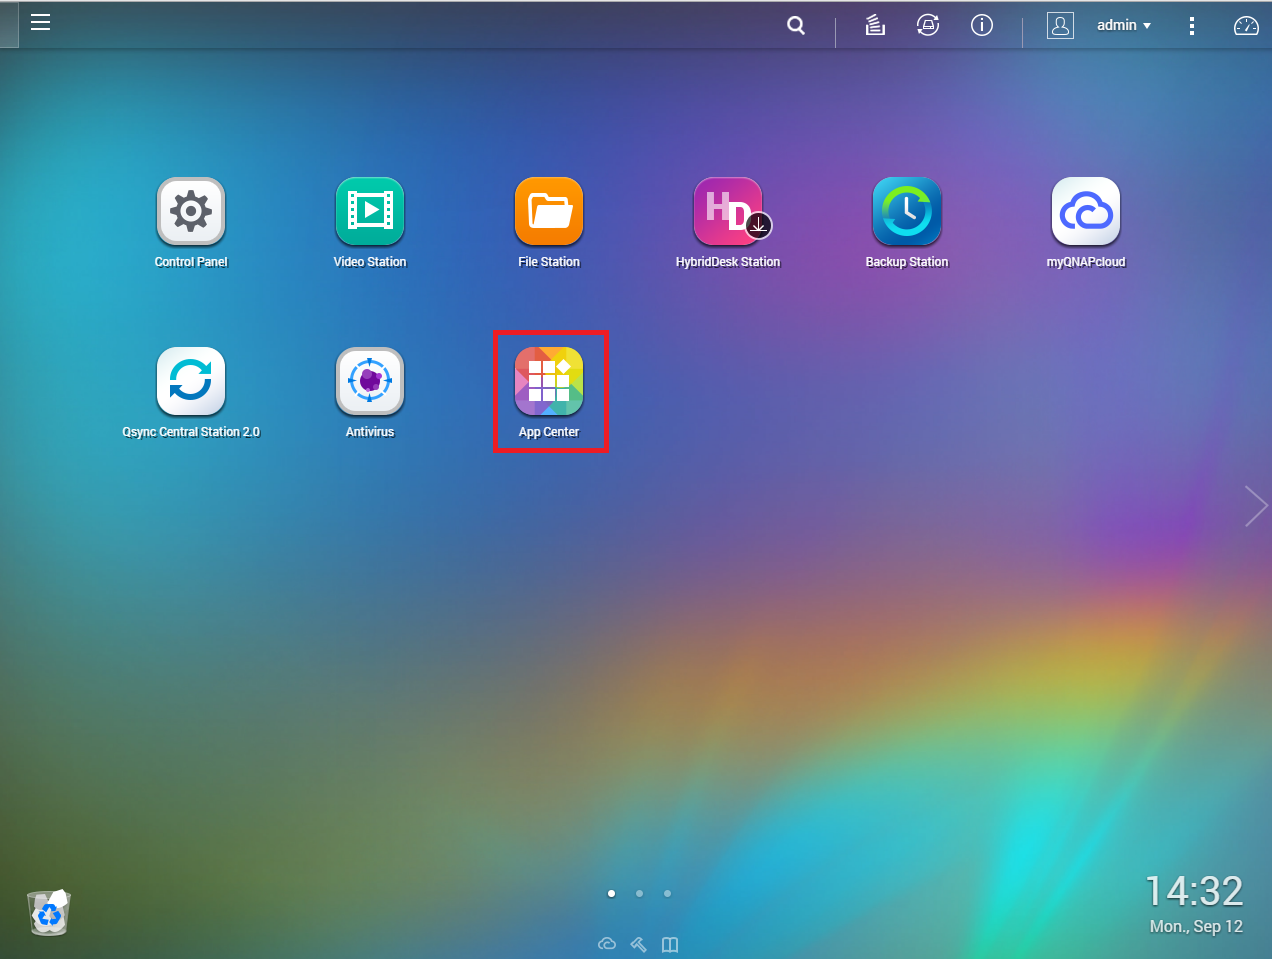 admin
Control Panel
Video Station
File Station
HD
HybridDesk Station
Backup Station
myQNAPcloud
Qsync Central Station 2.0
Antivirus
App Center
14:32
Mon., Sep 12